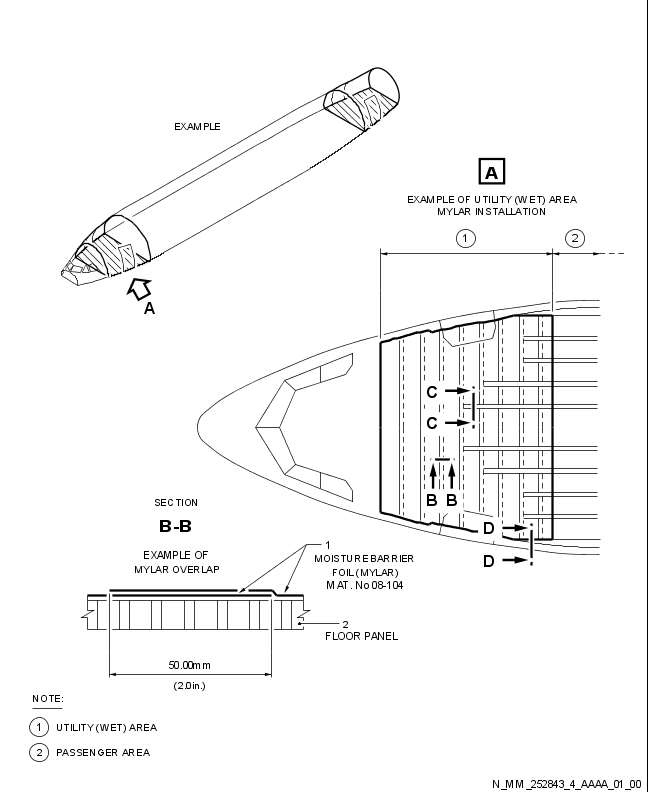 EXAMPLE
A
A
EXAMPLE OF UTILITY (WET) AREA
MYLAR INSTALLATION
1
2
C
C
B B
D
D
SECTION
B-B
EXAMPLE OF
MYLAR OVERLAP
1
MOISTURE BARRIER
FOIL (MYLAR)
MAT. No 08-104
2
FLOOR PANEL
50.00mm
(2.0in.)
NOTE:
1 UTILITY (WET) AREA
2 PASSENGER AREA
N_MM_252843_4_AAAA_01_00